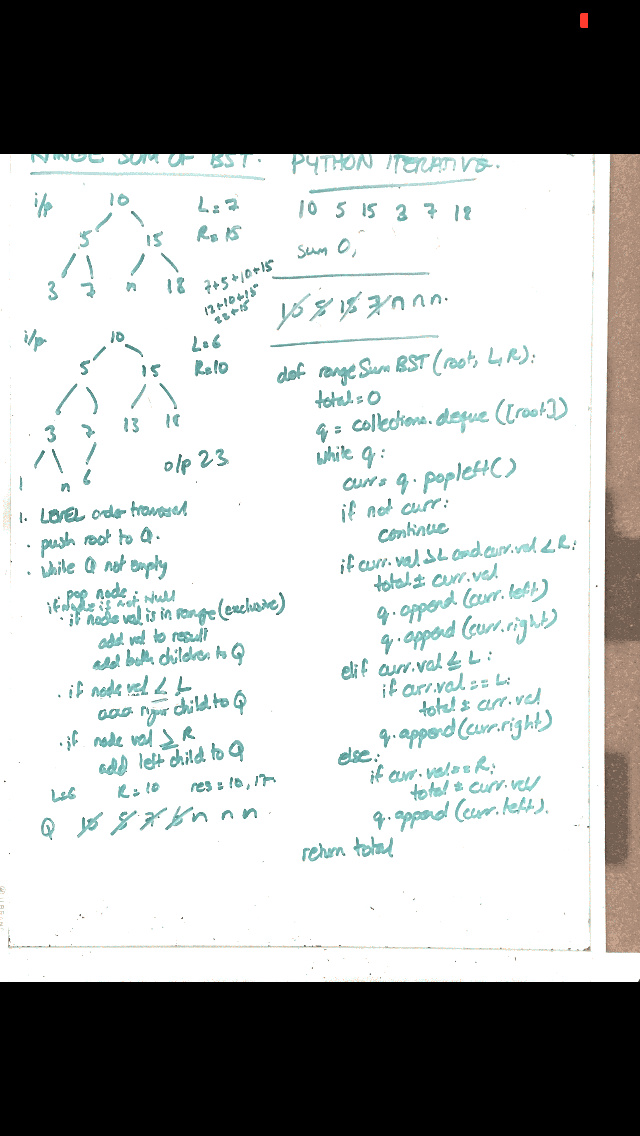 RANGE SUM OF BST.
i/p
10
L = 7
R = 15
5 15
3 7 n 18
7+5+10+15
12+10+15
22+15
i/p
10
L = 6
R = 10
5 15
3 7 13 18
1 n 6
o/p 23
1. LEVEL order traversal
. push root to Q.
. while Q not empty
pop node;
if Node is not Null
. if node val is in range (exclusive)
add val to result
add both children to Q
. if node val ≤ L
add right child to Q
. if node val ≥ R
add left child to Q
L=6 R = 10 res = 10, 17
Q 10 5 7 6 n n n
PYTHON ITERATIVE.
10 5 15 3 7 18
sum 0,
10 5 15 7 n n n.
def rangeSumBST (root, L, R):
total = 0
q = collections.deque ([root])
while q:
curr = q. popleft()
if not curr:
continue
if curr.val > L and curr.val < R:
total ± curr.val
q. append (curr.left)
q. append (curr.right)
elif curr.val ≤ L:
if curr.val == L:
total ± curr.val
q. append (curr.right)
else:
if curr.val == R:
total ± curr.val
q. append (curr.left).
return total